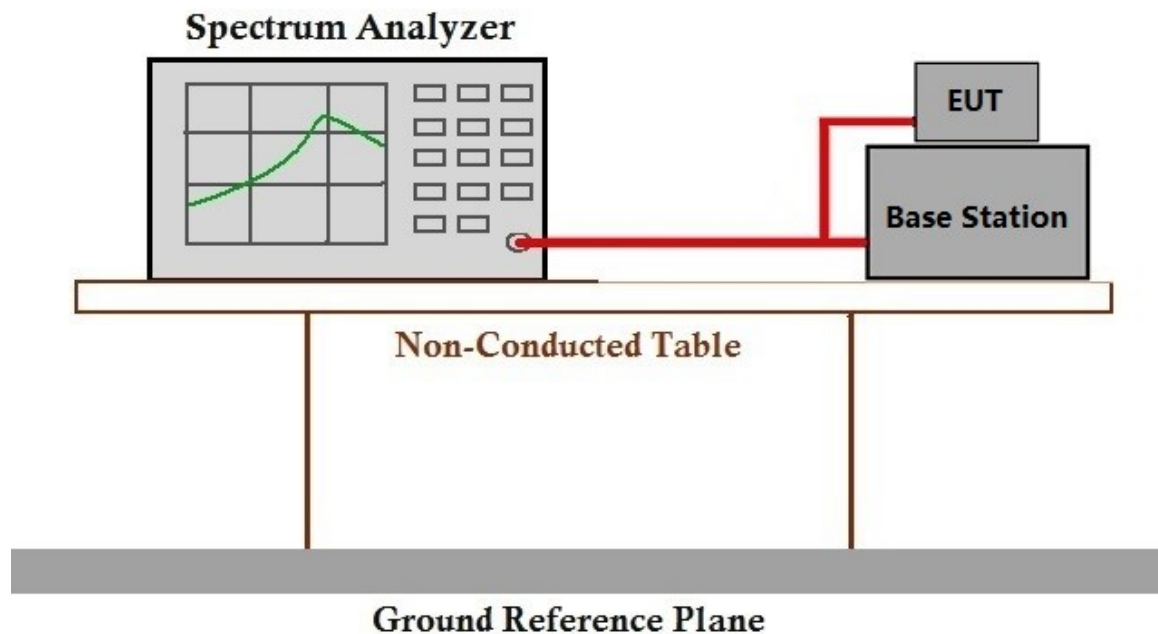 Spectrum Analyzer
EUT
Base Station
Non-Conducted Table
Ground Reference Plane